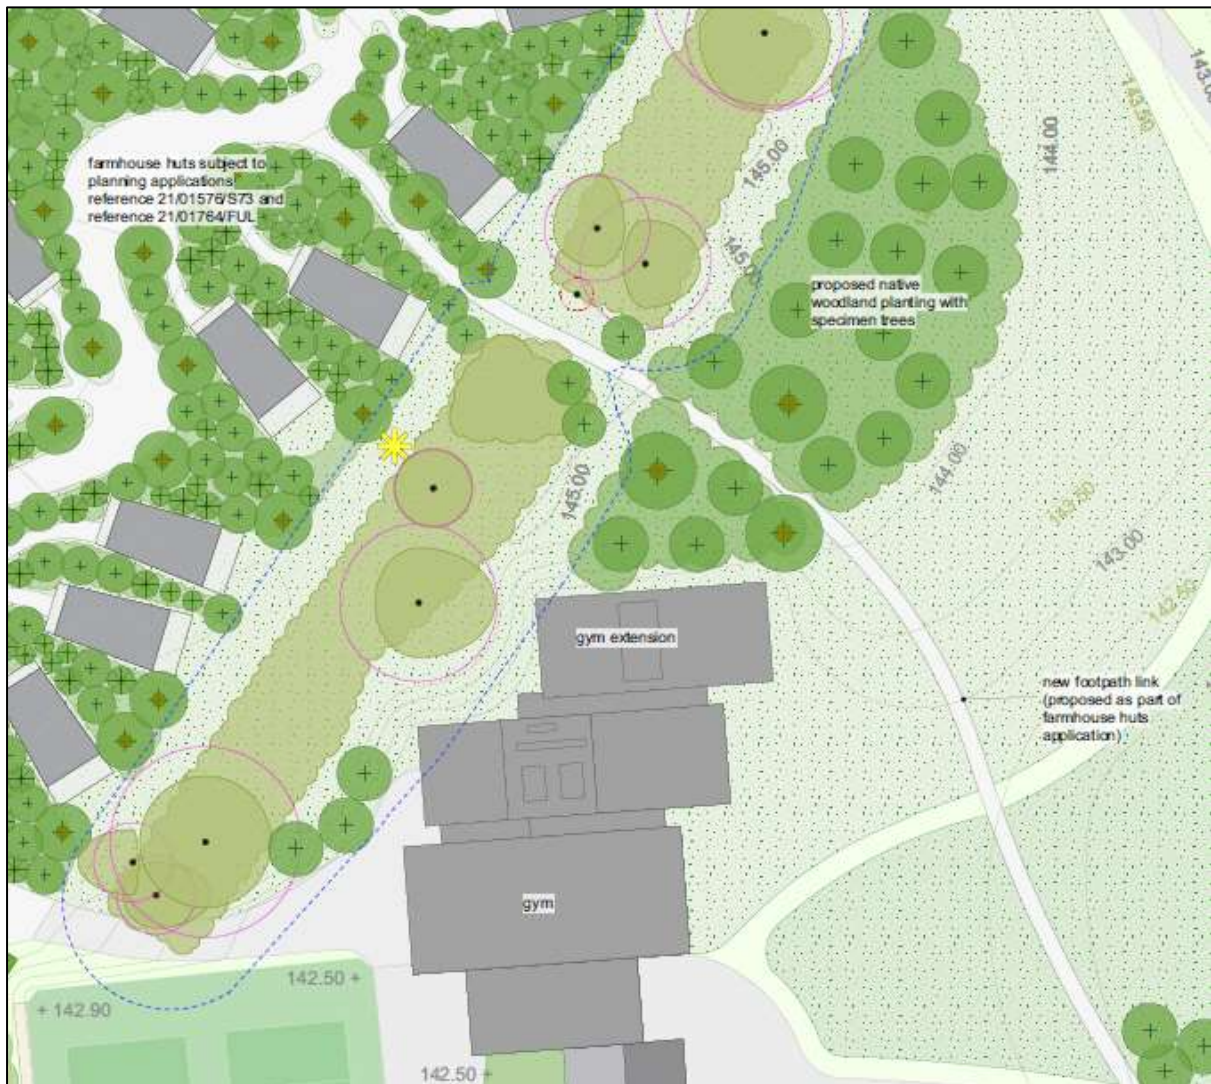 143.00
143.50
144.00
145.00
farmhouse huts subject to
planning applications
reference 21/01576/S73 and
reference 21/01764/FUL
145.00
proposed native
woodland planting with
specimen trees
144.00
145.00
143.50
143.00
142.50
gym extension
new footpath link
(proposed as part of
farmhouse huts
application)
gym
142.50 +
+ 142.90
142.50 +